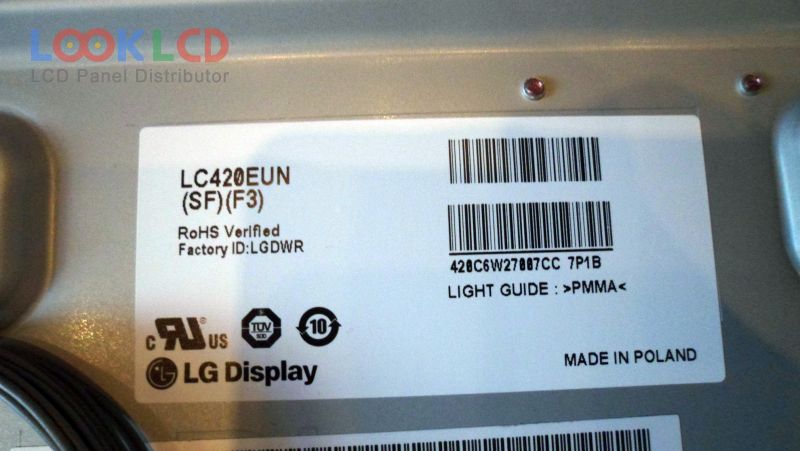 LOOKLCD
LCD Panel Distributor
LC420EUN
(SF)(F3)
RoHS Verified
Factory ID:LGDWR
420C6W27007CC 7P1B
LIGHT GUIDE : >PMMA<
C RU US
TÜV
10
LG Display
MADE IN POLAND